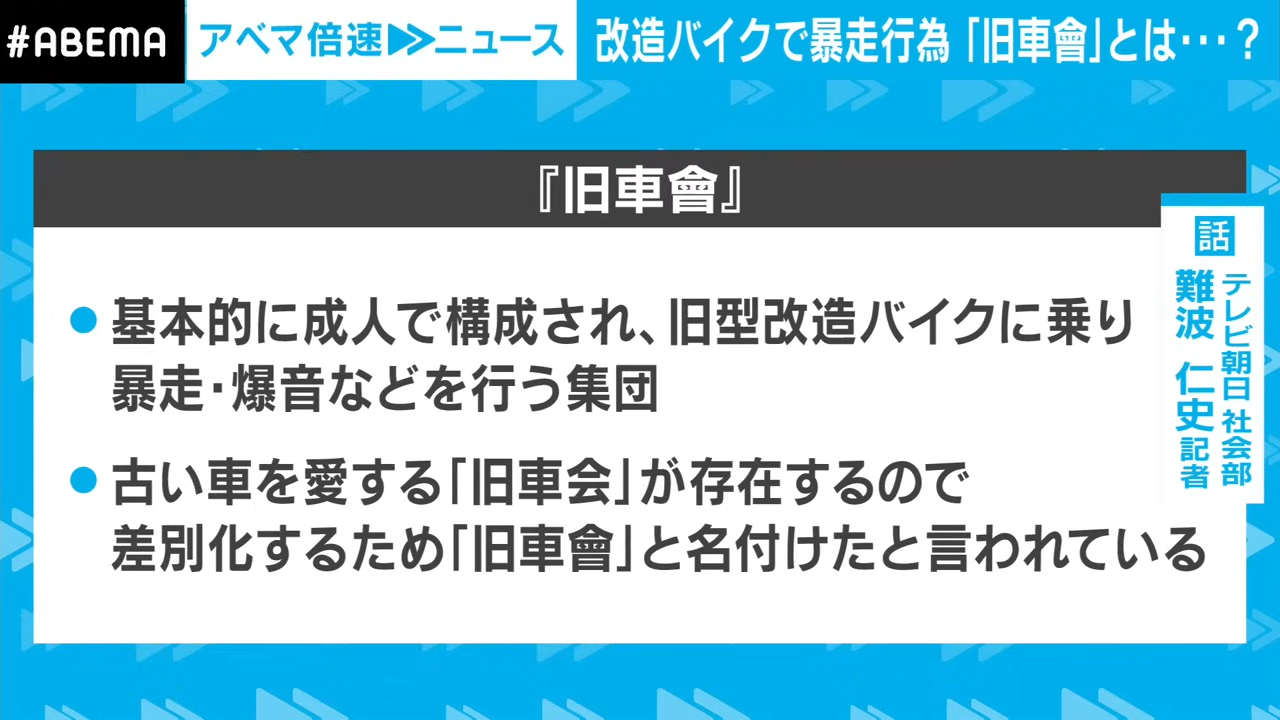 #ABEMA
アベマ倍速▷≫ニュース
改造バイクで暴走行為「旧車會」とは・・・？
『旧車會』
● 基本的に成人で構成され、旧型改造バイクに乗り
暴走・爆音などを行う集団
● 古い車を愛する「旧車会」が存在するので
差別化するため「旧車會」と名付けたと言われている
話
テレビ朝日 社会部
難波 仁史 記者